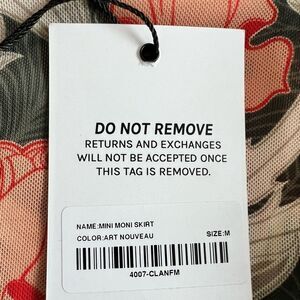 DO NOT REMOVE
RETURNS AND EXCHANGES
WILL NOT BE ACCEPTED ONCE
THIS TAG IS REMOVED.
NAME:MINI MONI SKIRT
COLOR:ART NOUVEAU SIZE:M
4007-CLANFM